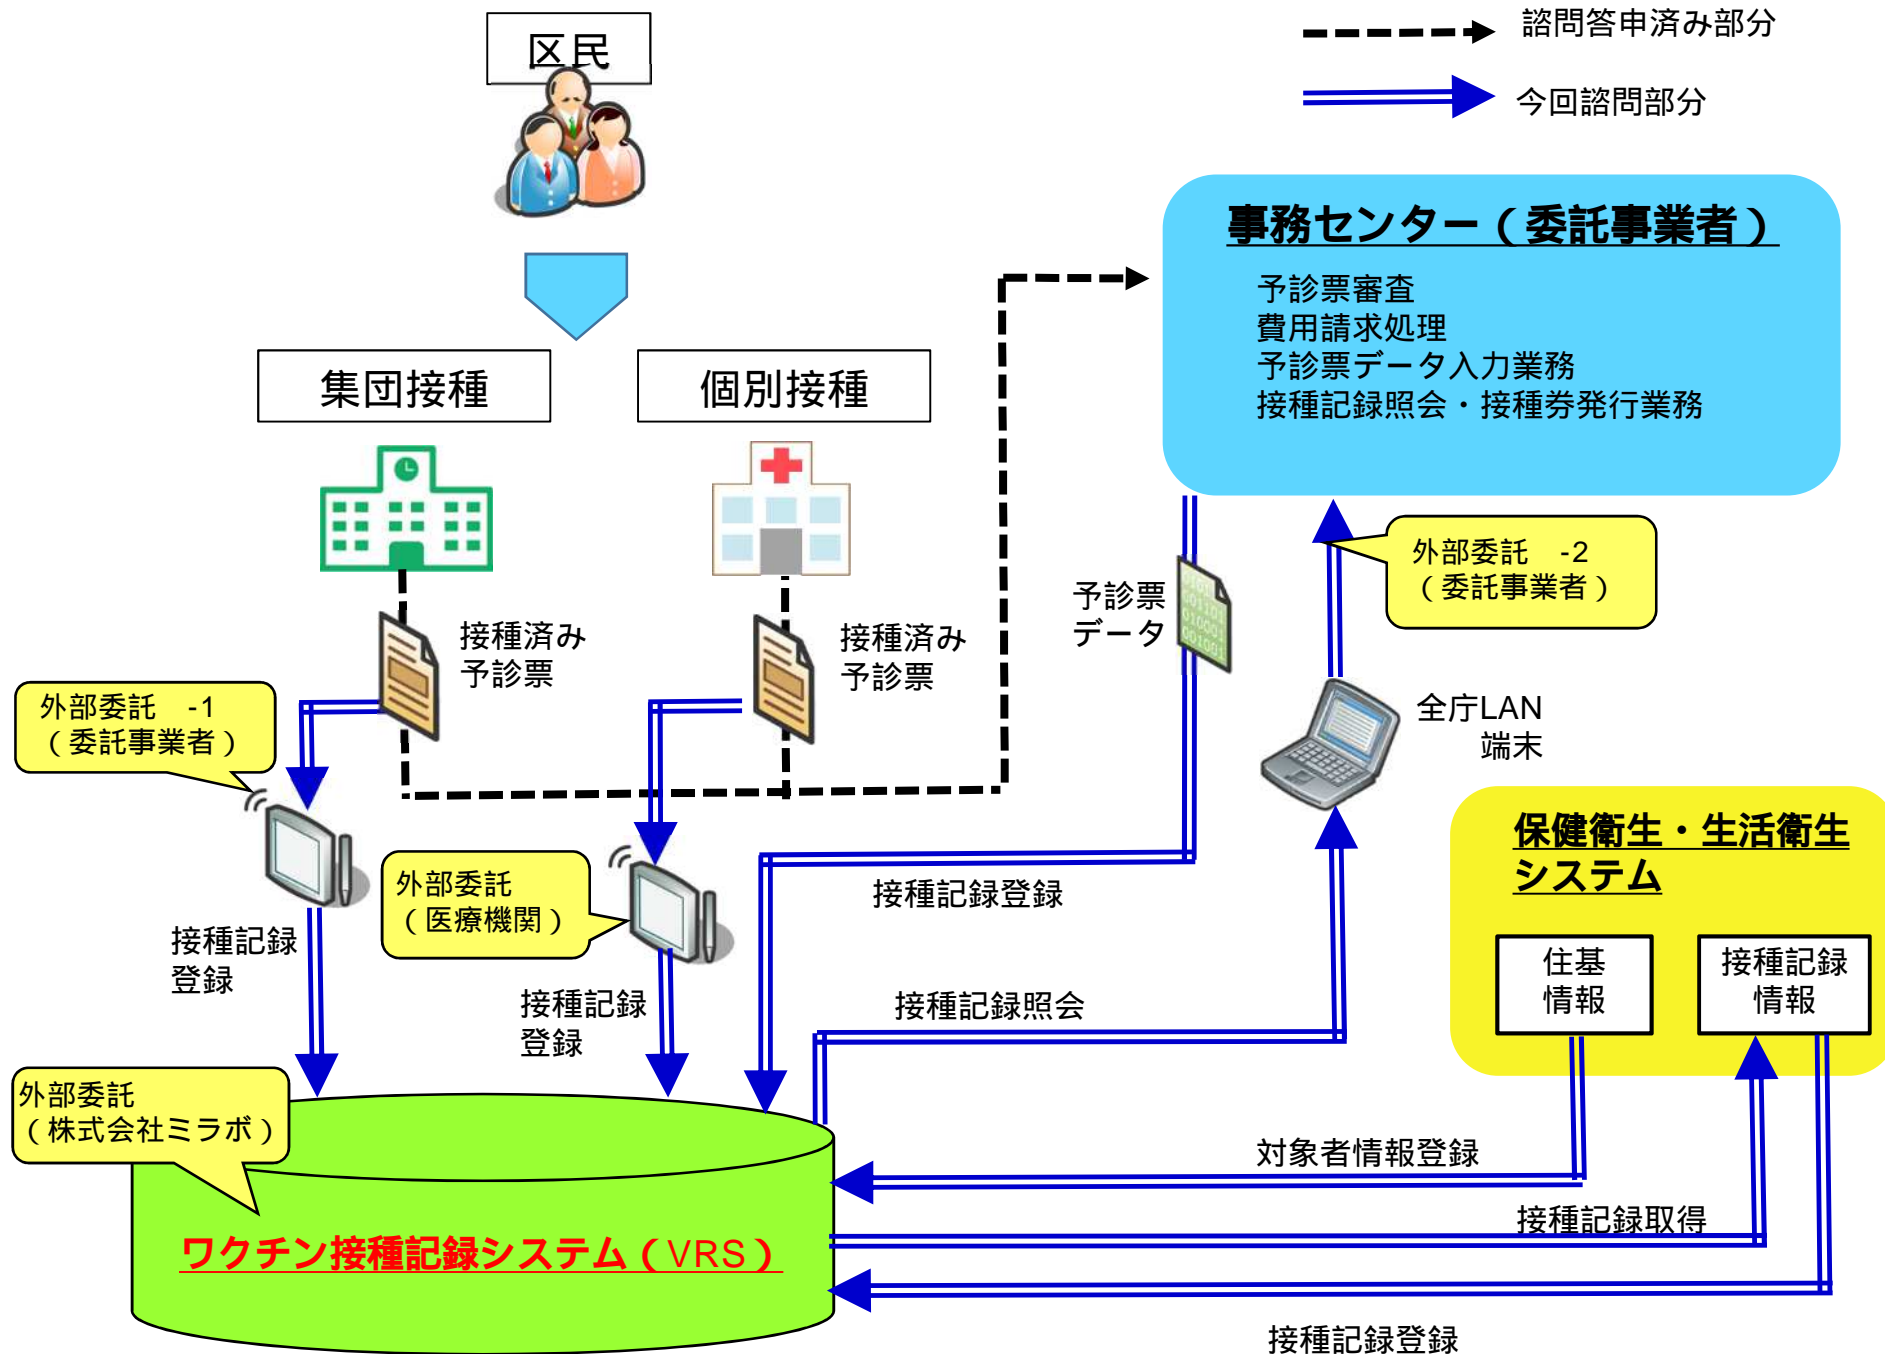 区民
諮問答申済み部分
今回諮問部分
事務センター（委託事業者）
予診票審査
費用請求処理
予診票データ入力業務
接種記録照会・接種券発行業務
集団接種
個別接種
接種済み
予診票
接種済み
予診票
予診票
データ
外部委託　-2
（委託事業者）
全庁LAN
端末
外部委託　-1
（委託事業者）
外部委託
（医療機関）
接種記録
登録
接種記録
登録
接種記録登録
接種記録照会
保健衛生・生活衛生
システム
住基
情報
接種記録
情報
外部委託
（株式会社ミラボ）
ワクチン接種記録システム（VRS）
対象者情報登録
接種記録取得
接種記録登録